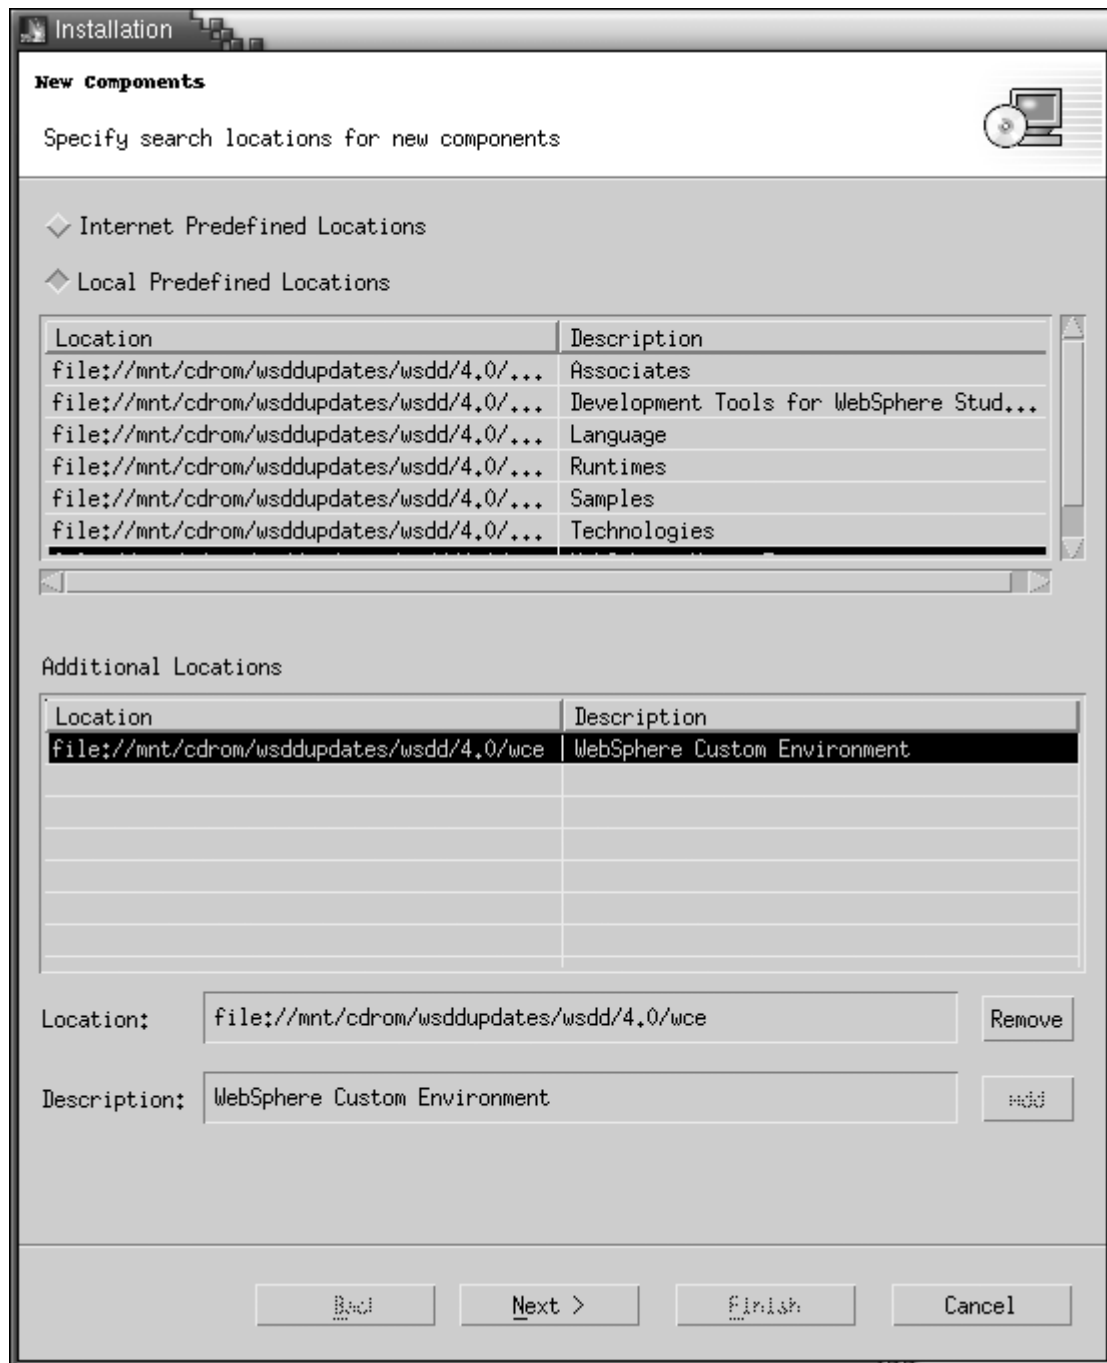 Installation
New Components
Specify search locations for new components
Internet Predefined Locations
Local Predefined Locations
Location Description
file://mnt/cdrom/wsddupdates/wsdd/4.0/... Associates
file://mnt/cdrom/wsddupdates/wsdd/4.0/... Development Tools for WebSphere Stud...
file://mnt/cdrom/wsddupdates/wsdd/4.0/... Language
file://mnt/cdrom/wsddupdates/wsdd/4.0/... Runtimes
file://mnt/cdrom/wsddupdates/wsdd/4.0/... Samples
file://mnt/cdrom/wsddupdates/wsdd/4.0/... Technologies
Additional Locations
Location Description
file://mnt/cdrom/wsddupdates/wsdd/4.0/wce WebSphere Custom Environment
Location: file://mnt/cdrom/wsddupdates/wsdd/4.0/wce Remove
Description: WebSphere Custom Environment Add
Next > Finish Cancel